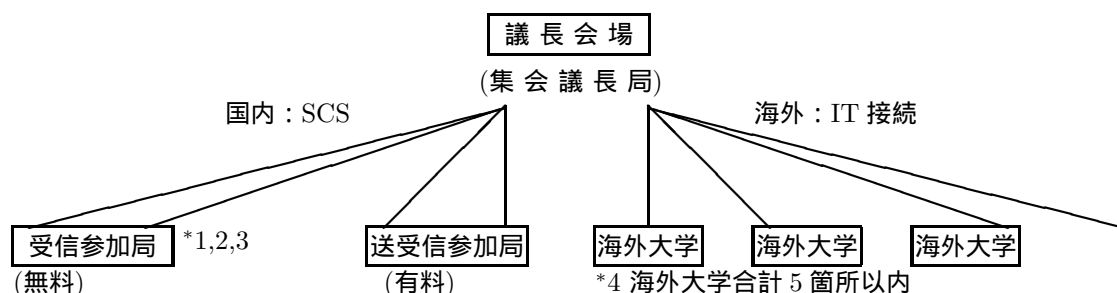 議長会場
(集会議長局)
国内：SCS 海外：IT 接続
受信参加局 *1,2,3 送受信参加局 海外大学 海外大学 海外大学
(無料) (有料) *4 海外大学合計 5 箇所以内